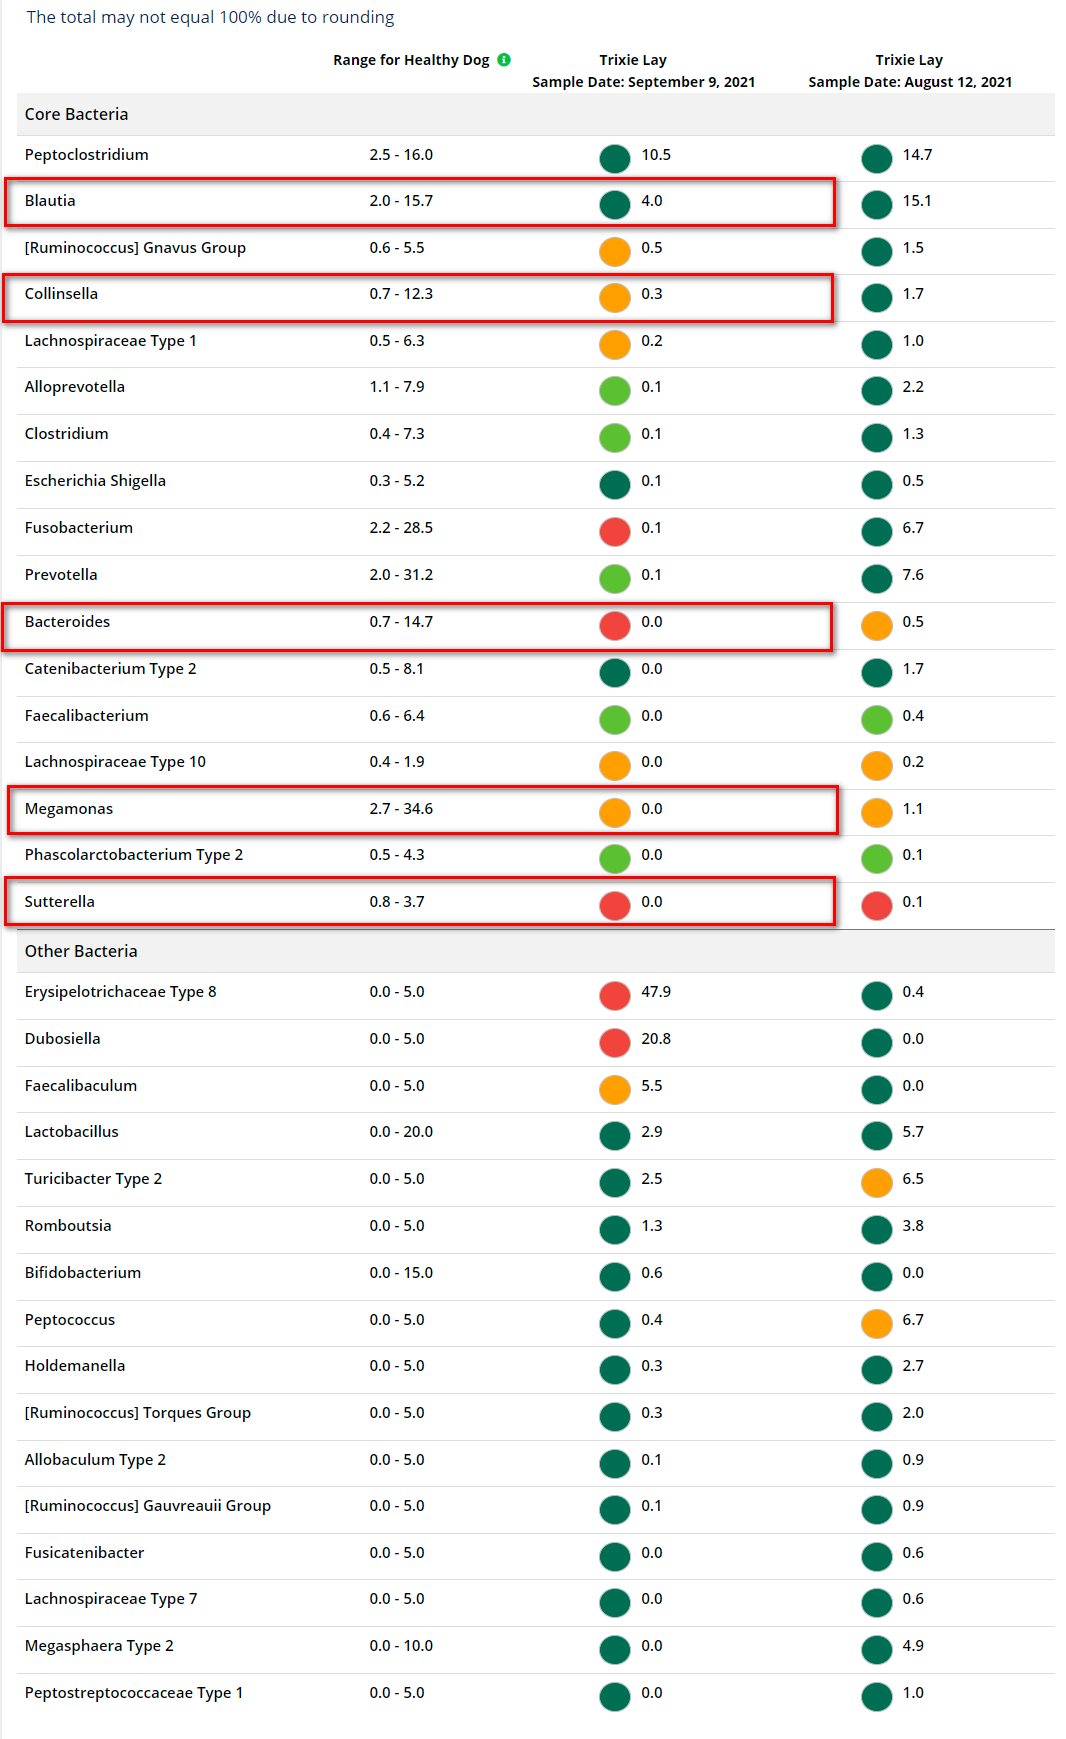 The total may not equal 100% due to rounding
Range for Healthy Dog Trixie Lay Trixie Lay
Sample Date: September 9, 2021 Sample Date: August 12, 2021
Core Bacteria
Peptoclostridium 2.5 - 16.0 10.5 14.7
Blautia 2.0 - 15.7 4.0 15.1
[Ruminococcus] Gnavus Group 0.6 - 5.5 0.5 1.5
Collinsella 0.7 - 12.3 0.3 1.7
Lachnospiraceae Type 1 0.5 - 6.3 0.2 1.0
Alloprevotella 1.1 - 7.9 0.1 2.2
Clostridium 0.4 - 7.3 0.1 1.3
Escherichia Shigella 0.3 - 5.2 0.1 0.5
Fusobacterium 2.2 - 28.5 0.1 6.7
Prevotella 2.0 - 31.2 0.1 7.6
Bacteroides 0.7 - 14.7 0.0 0.5
Catenibacterium Type 2 0.5 - 8.1 0.0 1.7
Faecalibacterium 0.6 - 6.4 0.0 0.4
Lachnospiraceae Type 10 0.4 - 1.9 0.0 0.2
Megamonas 2.7 - 34.6 0.0 1.1
Phascolarctobacterium Type 2 0.5 - 4.3 0.0 0.1
Sutterella 0.8 - 3.7 0.0 0.1
Other Bacteria
Erysipelotrichaceae Type 8 0.0 - 5.0 47.9 0.4
Dubosiella 0.0 - 5.0 20.8 0.0
Faecalibaculum 0.0 - 5.0 5.5 0.0
Lactobacillus 0.0 - 20.0 2.9 5.7
Turicibacter Type 2 0.0 - 5.0 2.5 6.5
Romboutsia 0.0 - 5.0 1.3 3.8
Bifidobacterium 0.0 - 15.0 0.6 0.0
Peptococcus 0.0 - 5.0 0.4 6.7
Holdemanella 0.0 - 5.0 0.3 2.7
[Ruminococcus] Torques Group 0.0 - 5.0 0.3 2.0
Allobaculum Type 2 0.0 - 5.0 0.1 0.9
[Ruminococcus] Gauvreauii Group 0.0 - 5.0 0.1 0.9
Fusicatenibacter 0.0 - 5.0 0.0 0.6
Lachnospiraceae Type 7 0.0 - 5.0 0.0 0.6
Megasphaera Type 2 0.0 - 10.0 0.0 4.9
Peptostreptococcaceae Type 1 0.0 - 5.0 0.0 1.0